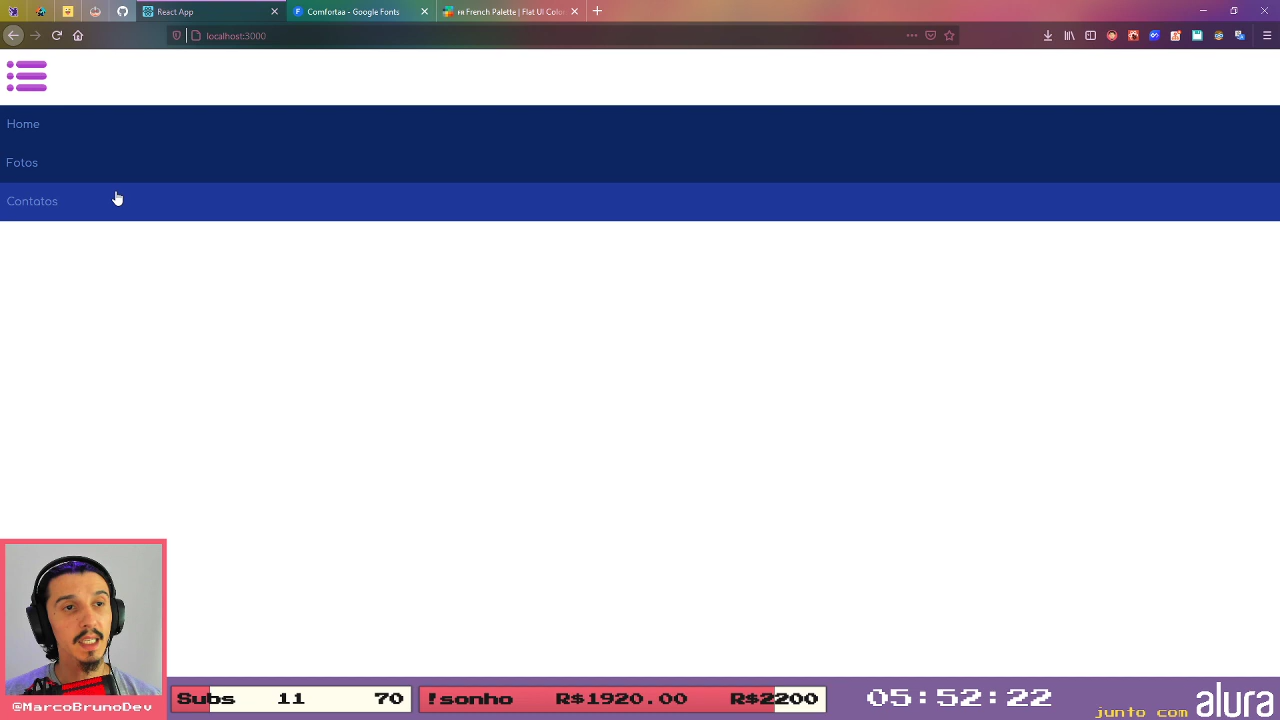 React App
Comfortaa - Google Fonts
FR French Palette | Flat UI Color
localhost:3000
Home
Fotos
Contatos
@MarcoBrunoDev
Subs 11 70
!sonho R$1920.00 R$2200
05:52:22
junto com alura